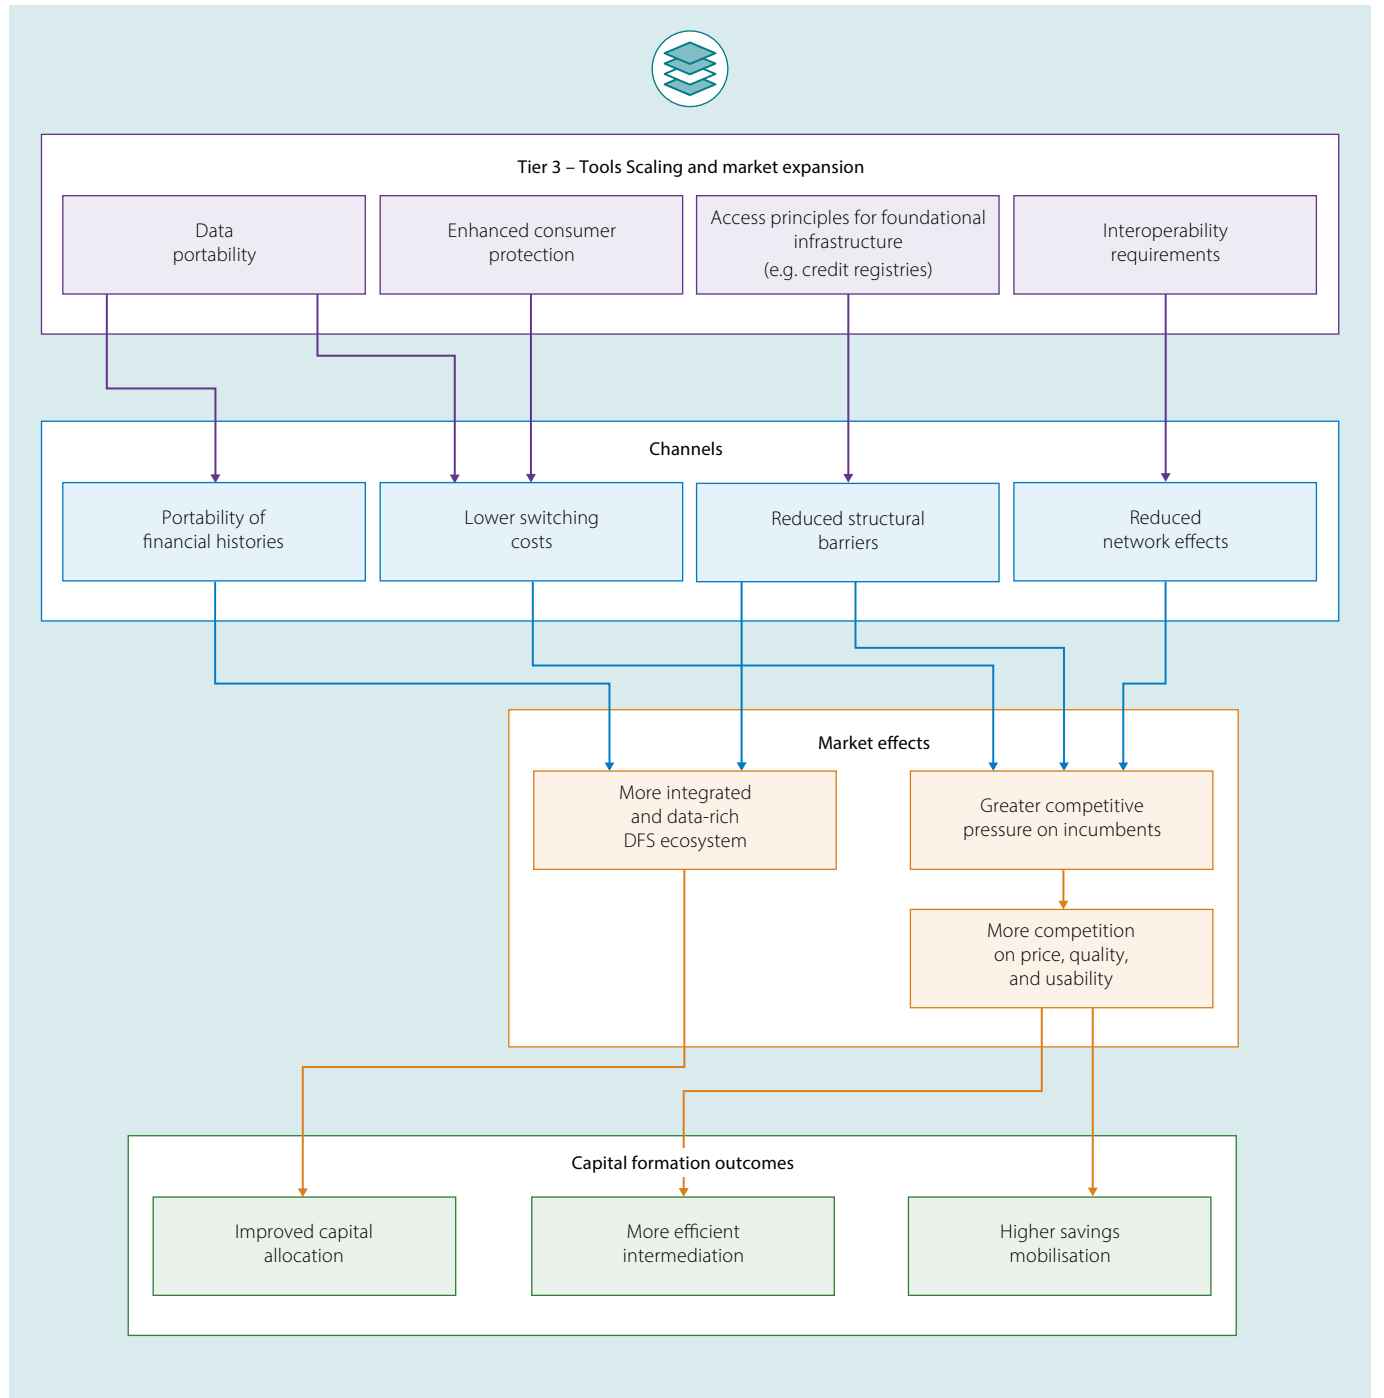 Tier 3 – Tools Scaling and market expansion
Data
portability
Enhanced consumer
protection
Access principles for foundational
infrastructure
(e.g. credit registries)
Interoperability
requirements
Channels
Portability of
financial histories
Lower switching
costs
Reduced structural
barriers
Reduced
network effects
Market effects
More integrated
and data-rich
DFS ecosystem
Greater competitive
pressure on incumbents
More competition
on price, quality,
and usability
Capital formation outcomes
Improved capital
allocation
More efficient
intermediation
Higher savings
mobilisation